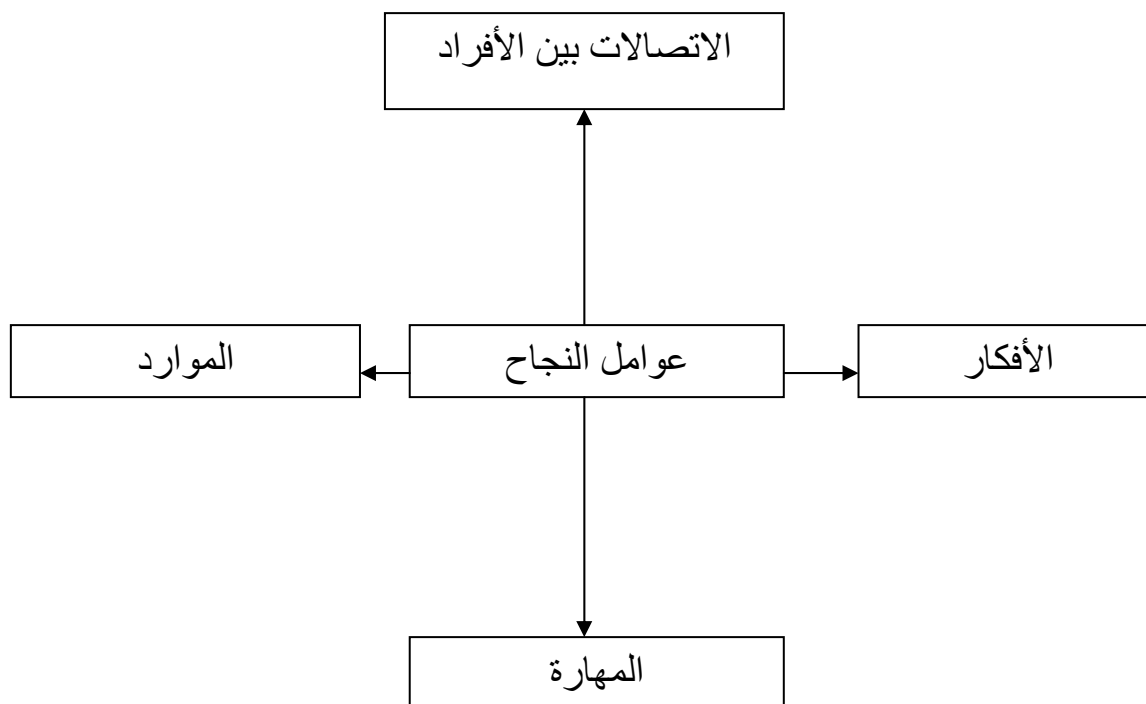 الاتصالات بين الأفراد
الأفكار
عوامل النجاح
الموارد
المهارة